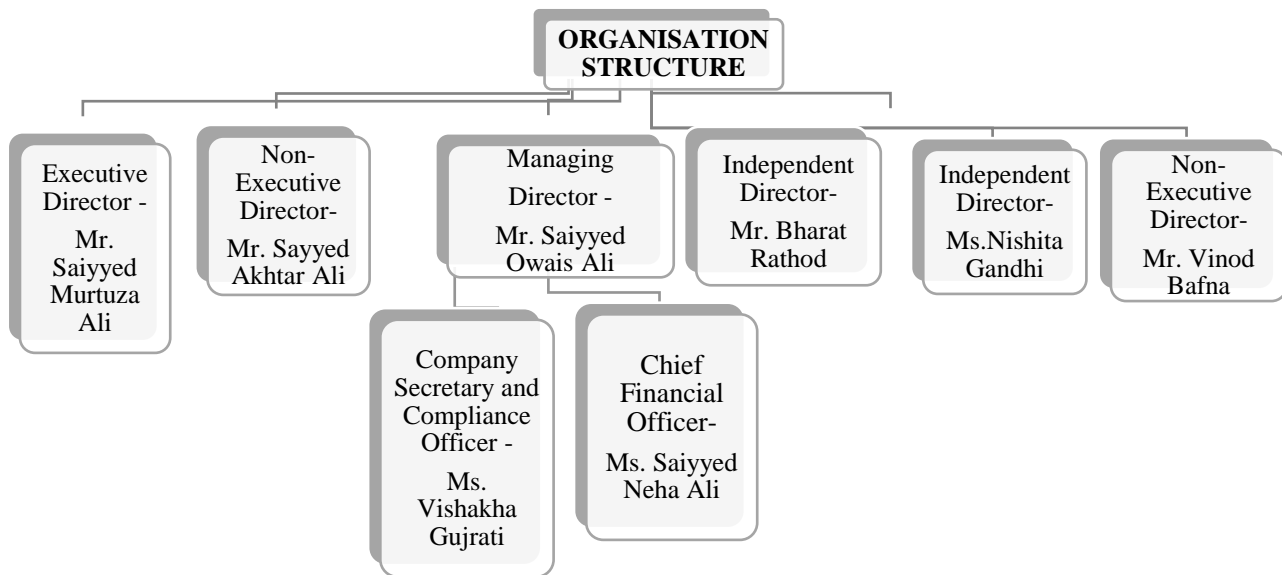 ORGANISATION
STRUCTURE
Executive
Director -
Mr.
Saiyyed
Murtuza
Ali
Non-
Executive
Director-
Mr. Sayyed
Akhtar Ali
Managing
Director -
Mr. Saiyyed
Owais Ali
Independent
Director-
Mr. Bharat
Rathod
Independent
Director-
Ms.Nishita
Gandhi
Non-
Executive
Director-
Mr. Vinod
Bafna
Company
Secretary and
Compliance
Officer -
Ms.
Vishakha
Gujrati
Chief
Financial
Officer-
Ms. Saiyyed
Neha Ali